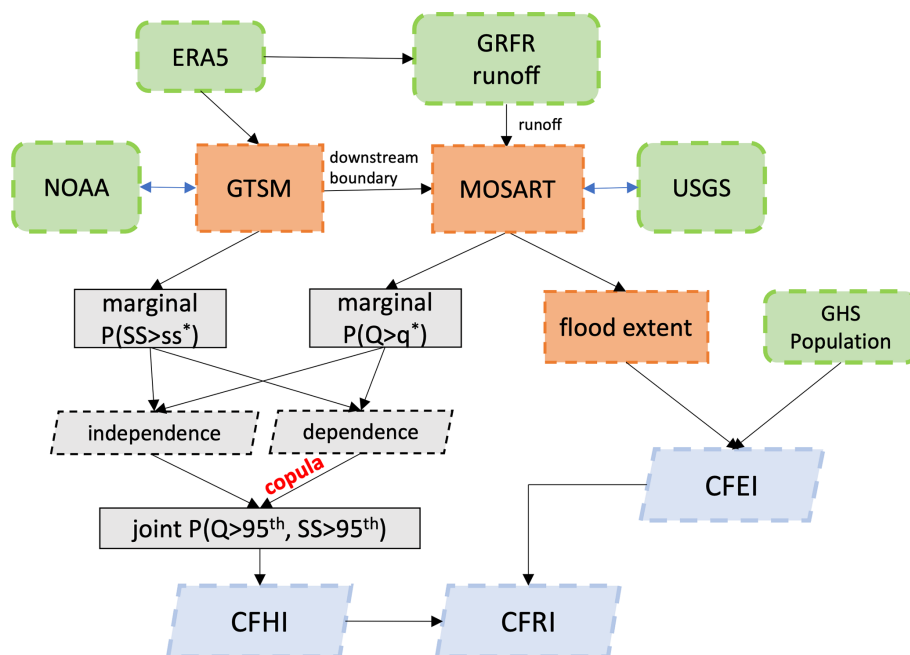 ERA5
GRFR
runoff
runoff
NOAA
GTSM
downstream
boundary
MOSART
USGS
marginal
P(SS>ss*)
marginal
P(Q>q*)
flood extent
GHS
Population
independence
dependence
copula
CFEI
joint P(Q>95th, SS>95th)
CFHI
CFRI